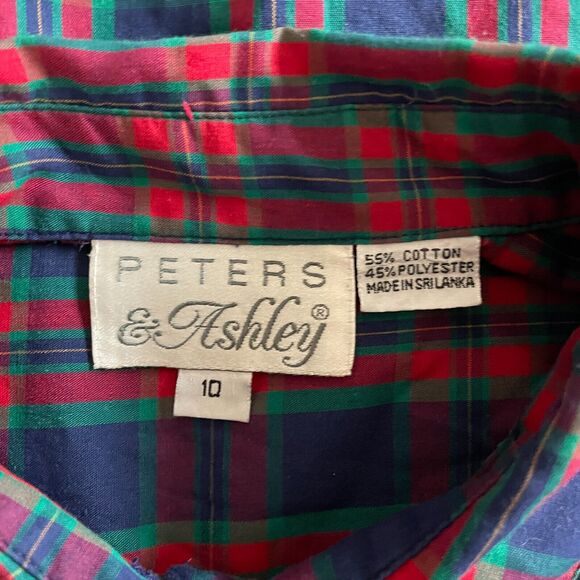 PETERS
& Ashley®
10
55% COTTON
45% POLYESTER
MADE IN SRI LANKA